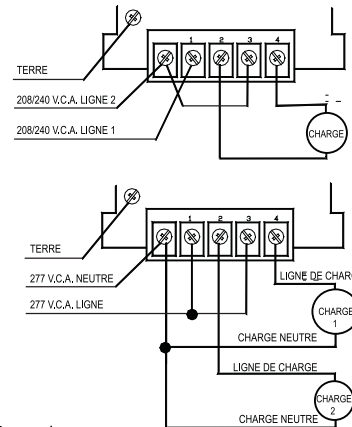 1 2 3 4
TERRE
208/240 V.C.A. LIGNE 2
208/240 V.C.A. LIGNE 1
CHARGE
1 2 3 4
TERRE
277 V.C.A. NEUTRE
LIGNE DE CHAR
277 V.C.A. LIGNE
CHARGE
1
CHARGE NEUTRE
LIGNE DE CHARGE
CHARGE
2
CHARGE NEUTRE